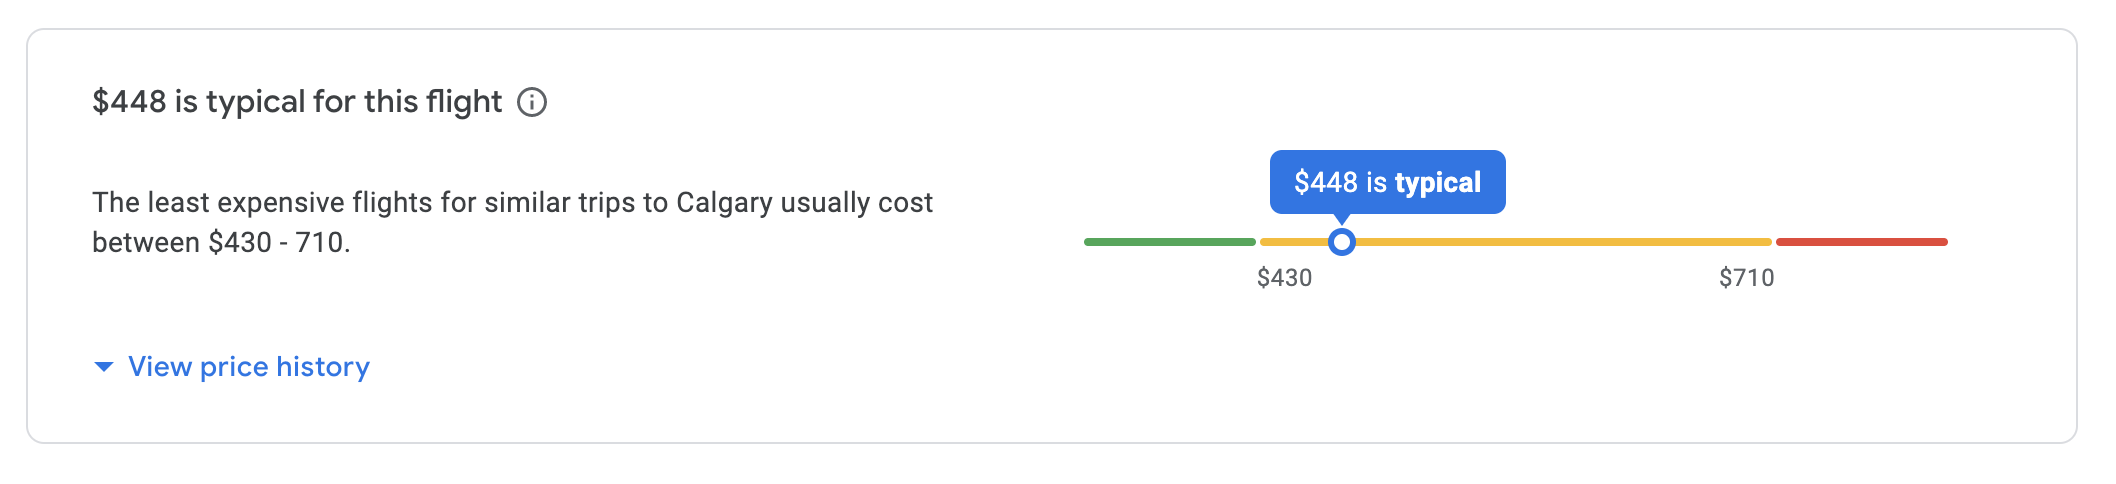 $448 is typical for this flight
The least expensive flights for similar trips to Calgary usually cost
between $430 - 710.
View price history
$448 is typical
$430
$710